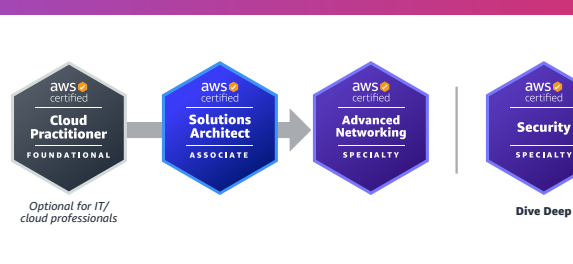 aws
certified
Cloud
Practitioner
FOUNDATIONAL
Optional for IT/
cloud professionals
aws
certified
Solutions
Architect
ASSOCIATE
aws
certified
Advanced
Networking
SPECIALTY
aws
certified
Security
SPECIALTY
Dive Deep